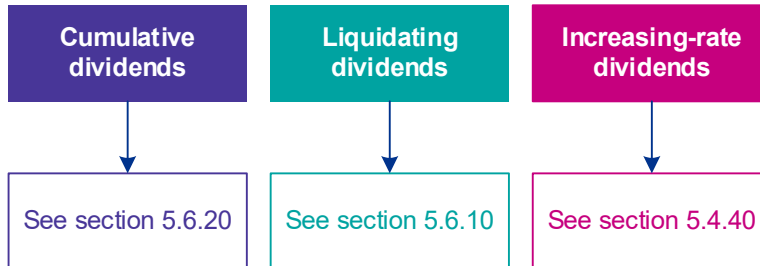 Cumulative
dividends
Liquidating
dividends
Increasing-rate
dividends
See section 5.6.20
See section 5.6.10
See section 5.4.40